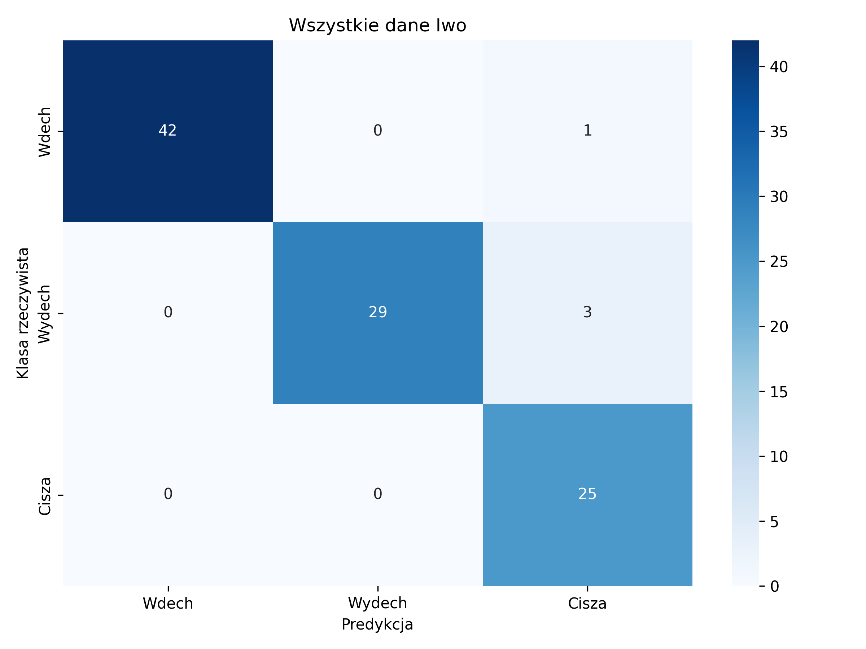 Wszystkie dane Iwo
Klasa rzeczywista
Wdech
42 0 1
Wydech
0 29 3
Cisza
0 0 25
Wdech Wydech Cisza
Predykcja
40
35
30
25
20
15
10
5
0